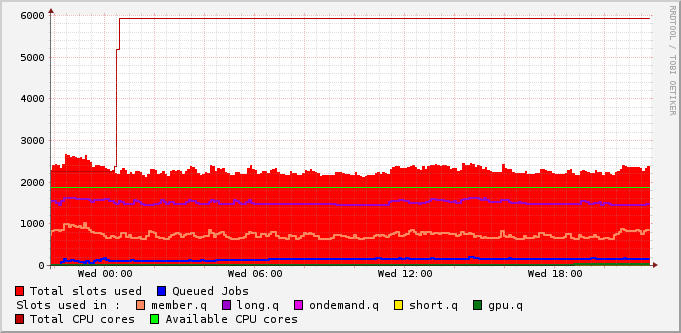 RRDTOOL / TOBI OETIKER
6000
5000
4000
3000
2000
1000
0
Wed 00:00 Wed 06:00 Wed 12:00 Wed 18:00
Total slots used Queued Jobs
Slots used in : member.q long.q ondemand.q short.q gpu.q
Total CPU cores Available CPU cores